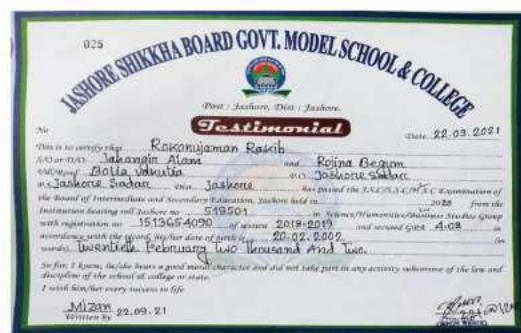 025
JASHORE SHIKKHA BOARD GOVT. MODEL SCHOOL & COLLEGE
Post : Jashore, Dist : Jashore.
Testimonial
No Date 22.09.2021
This is to certify that Rokonujaman Rakib
S/O or D/O Jahangir Alam and Rojina Begum
Vill/Road Bolia vakutia P.O Jashore Sadar
P.S Jashore Sadar Dist. Jashore has passed the J.S.C/S.S.C/H.S.C Examination of
the Board of Intermediate and Secondary Education, Jashore held in 2020 from the
Institution bearing roll Jashore no 519501 in Science/Humanities/Business Studies Group
with registration no 1513654090 of session 2018-2019 and secured GPA 4.08 in
accordance with the record, his/her date of birth is 20.02.2002 (in
words) Twentieth February Two Thousand And Two.
So far, I know, he/she bears a good moral character and did not take part in any activity subversive of the law and
discipline of the school of, college or state.
I wish him/her every success in life
Mizan 22.09.21
Written By